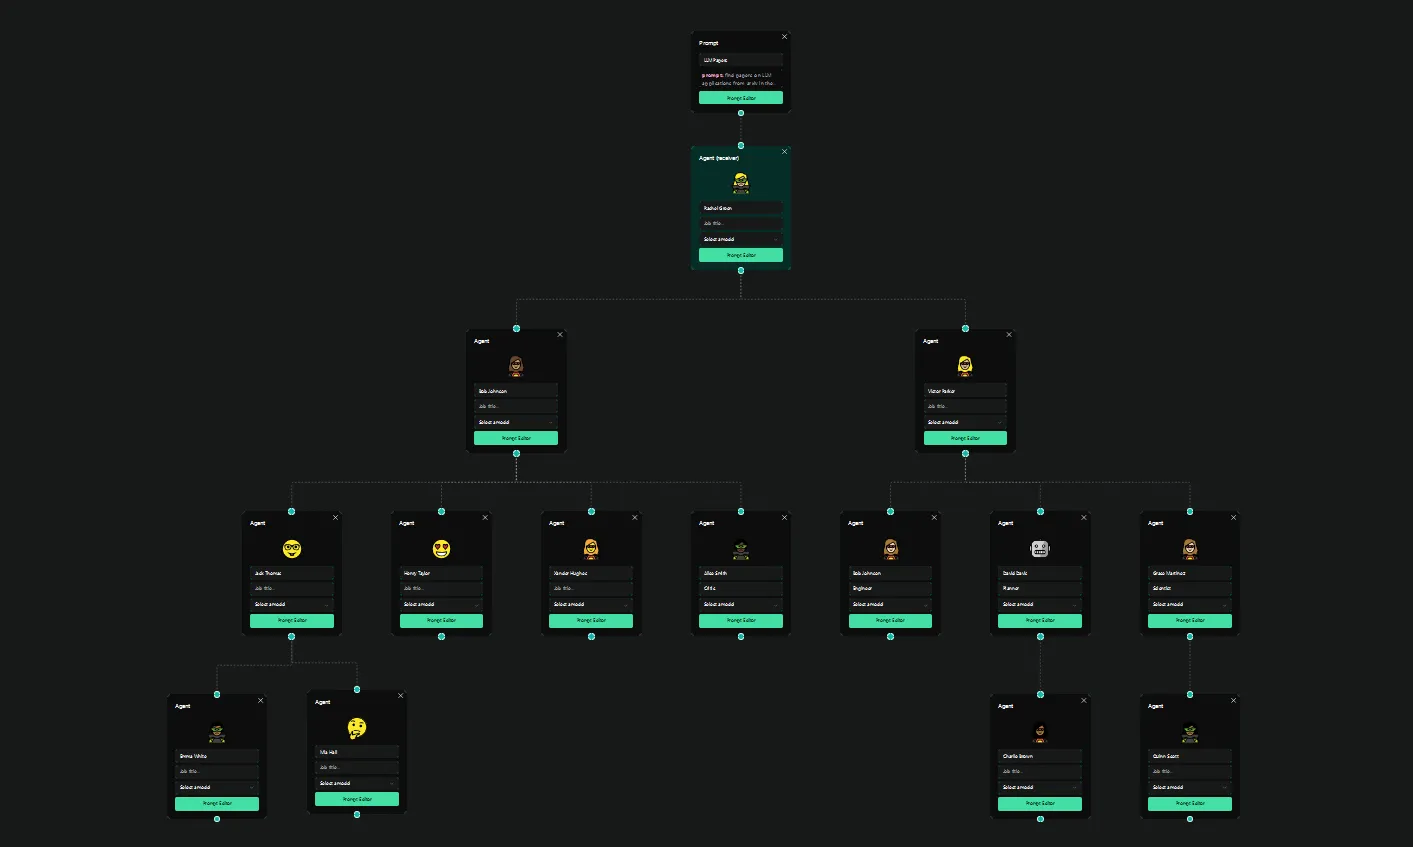 Prompt
LLM Papers
prompt: find papers on LLM
applications from arxiv in the
Prompt Editor
Agent (receiver)
Rachel Green
Job title..
Select a model
Prompt Editor
Agent
Bob Johnson
Job title..
Select a model
Prompt Editor
Agent
Victor Parker
Job title..
Select a model
Prompt Editor
Agent
Jack Thomas
Job title..
Select a model
Prompt Editor
Agent
Henry Taylor
Job title..
Select a model
Prompt Editor
Agent
Xander Hughes
Job title..
Select a model
Prompt Editor
Agent
Alice Smith
Critic
Select a model
Prompt Editor
Agent
Bob Johnson
Engineer
Select a model
Prompt Editor
Agent
David Davis
Planner
Select a model
Prompt Editor
Agent
Grace Martinez
Scientist
Select a model
Prompt Editor
Agent
Emma White
Job title..
Select a model
Prompt Editor
Agent
Mia Hall
Job title..
Select a model
Prompt Editor
Agent
Charlie Brown
Job title..
Select a model
Prompt Editor
Agent
Quinn Scott
Job title..
Select a model
Prompt Editor